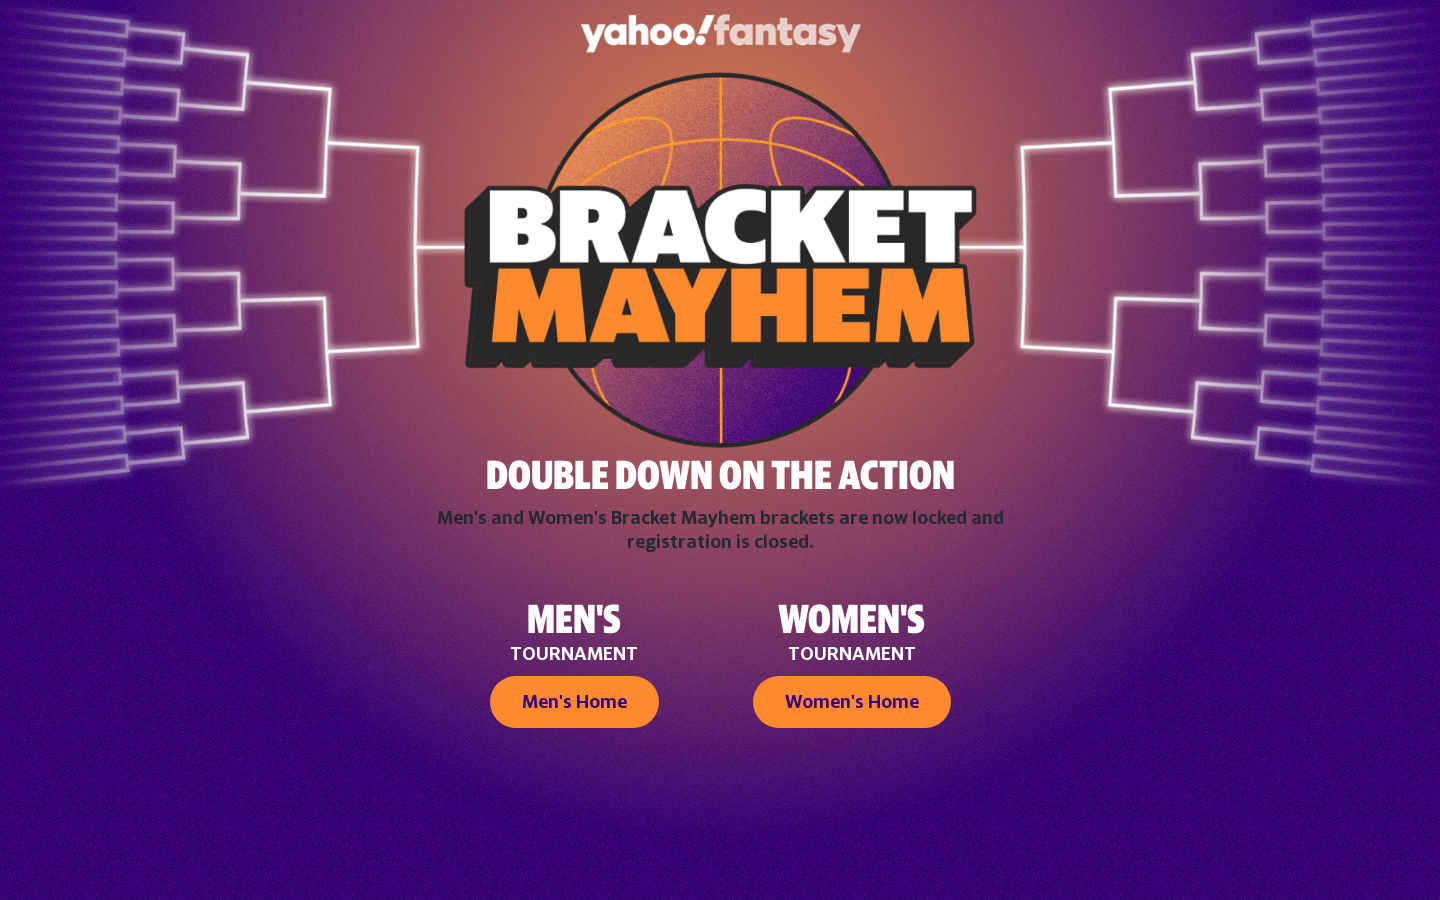 yahoo!fantasy
BRACKET
MAYHEM
DOUBLE DOWN ON THE ACTION
Men's and Women's Bracket Mayhem brackets are now locked and
registration is closed.
MEN'S
TOURNAMENT
Men's Home
WOMEN'S
TOURNAMENT
Women's Home